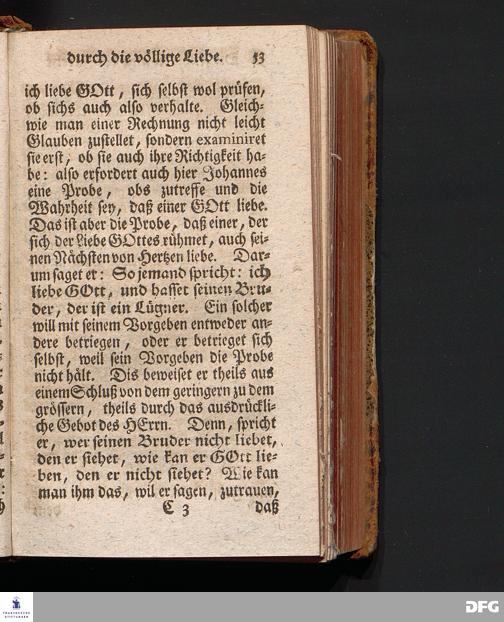 durch die völlige Liebe. 53
ich liebe GOtt, sich selbst wol prüfen,
ob sichs auch also verhalte. Gleich-
wie man einer Rechnung nicht leicht
Glauben zustellet, sondern examiniret
sie erst, ob sie auch ihre Richtigkeit ha-
be: also erfordert auch hier Johannes
eine Probe, obs zutreffe und die
Wahrheit sey, daß einer GOtt liebe.
Das ist aber die Probe, daß einer, der
sich der Liebe GOttes rühmet, auch sei-
nen Nächsten von Hertzen liebe. Dar-
um saget er: So jemand spricht: ich
liebe GOtt, und hasset seinen Bru-
der, der ist ein Lügner. Ein solcher
will mit seinem Vorgeben entweder an-
dere betriegen, oder er betrieget sich
selbst, weil sein Vorgeben die Probe
nicht hält. Dis beweiset er theils aus
einem Schluß von dem geringern zu dem
grössern, theils durch das ausdrückli-
che Gebot des HErrn. Denn, spricht
er, wer seinen Bruder nicht liebet,
den er siehet, wie kan er GOtt lie-
ben, den er nicht siehet? Wie kan
man ihm das, wil er sagen, zutrauen,
C 3 daß
FRANCKESCHE
STIFTUNGEN
DFG